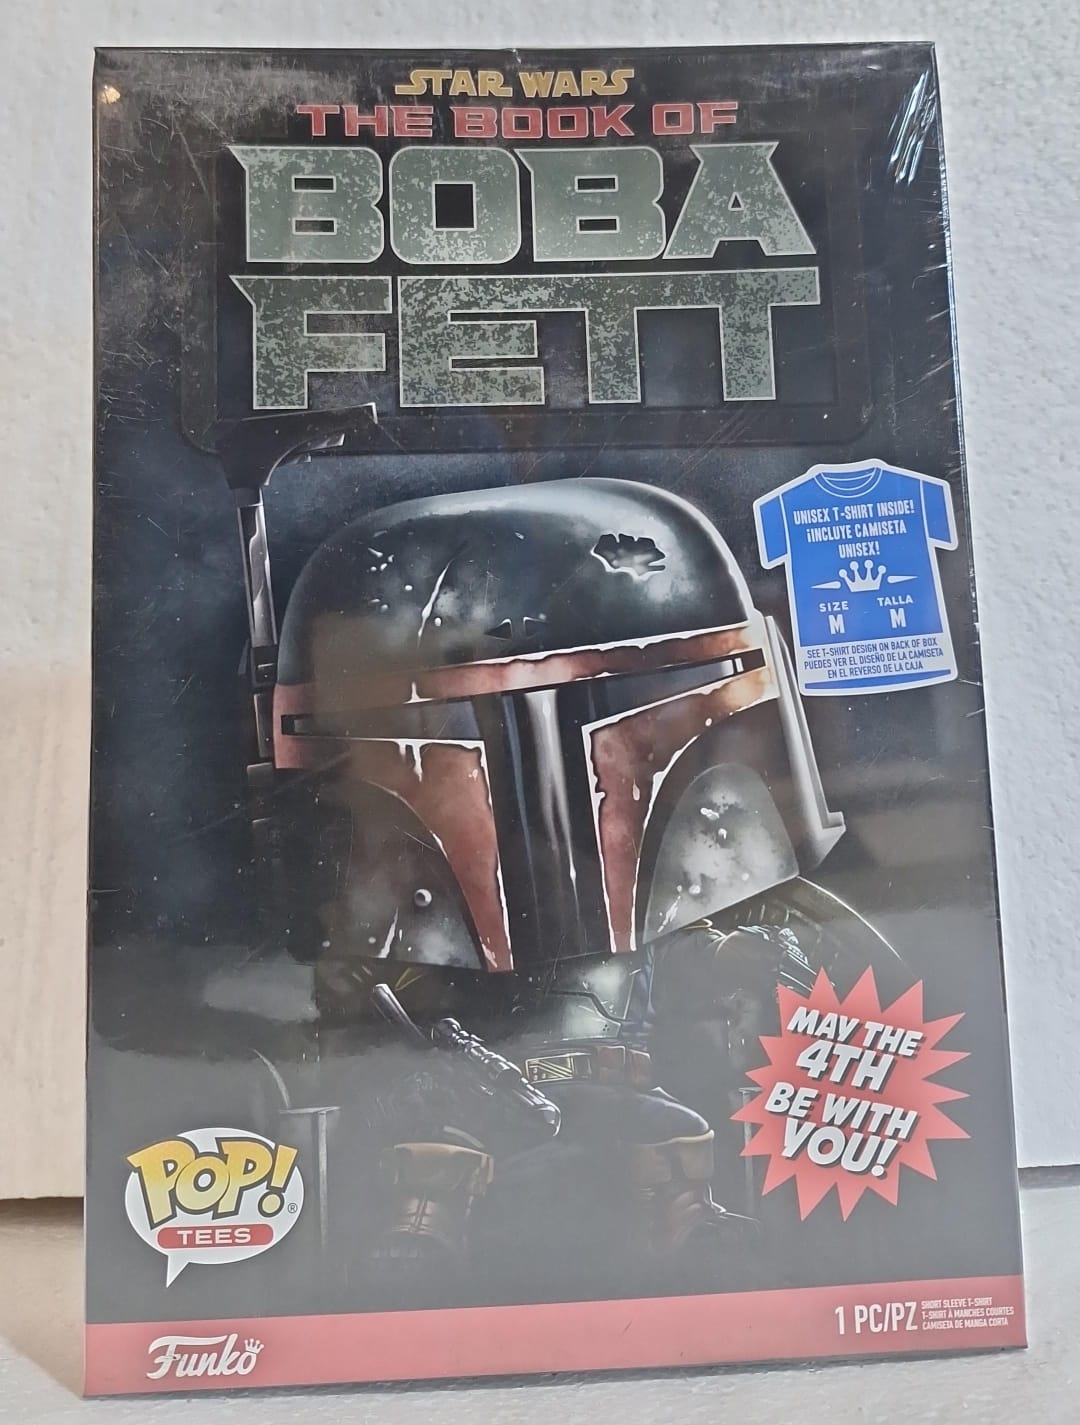 STAR WARS
THE BOOK OF
BOBA
FETT
UNISEX T-SHIRT INSIDE!
¡INCLUYE CAMISETA
UNISEX!
SIZE TALLA
M M
SEE T-SHIRT DESIGN ON BACK OF BOX
PUEDES VER EL DISEÑO DE LA CAMISETA
EN EL REVERSO DE LA CAJA
MAY THE
4TH
BE WITH
YOU!
POP!®
TEES
1 PC/PZ
SHORT SLEEVE T-SHIRT
T-SHIRT À MANCHES COURTES
CAMISETA DE MANGA CORTA
Funko